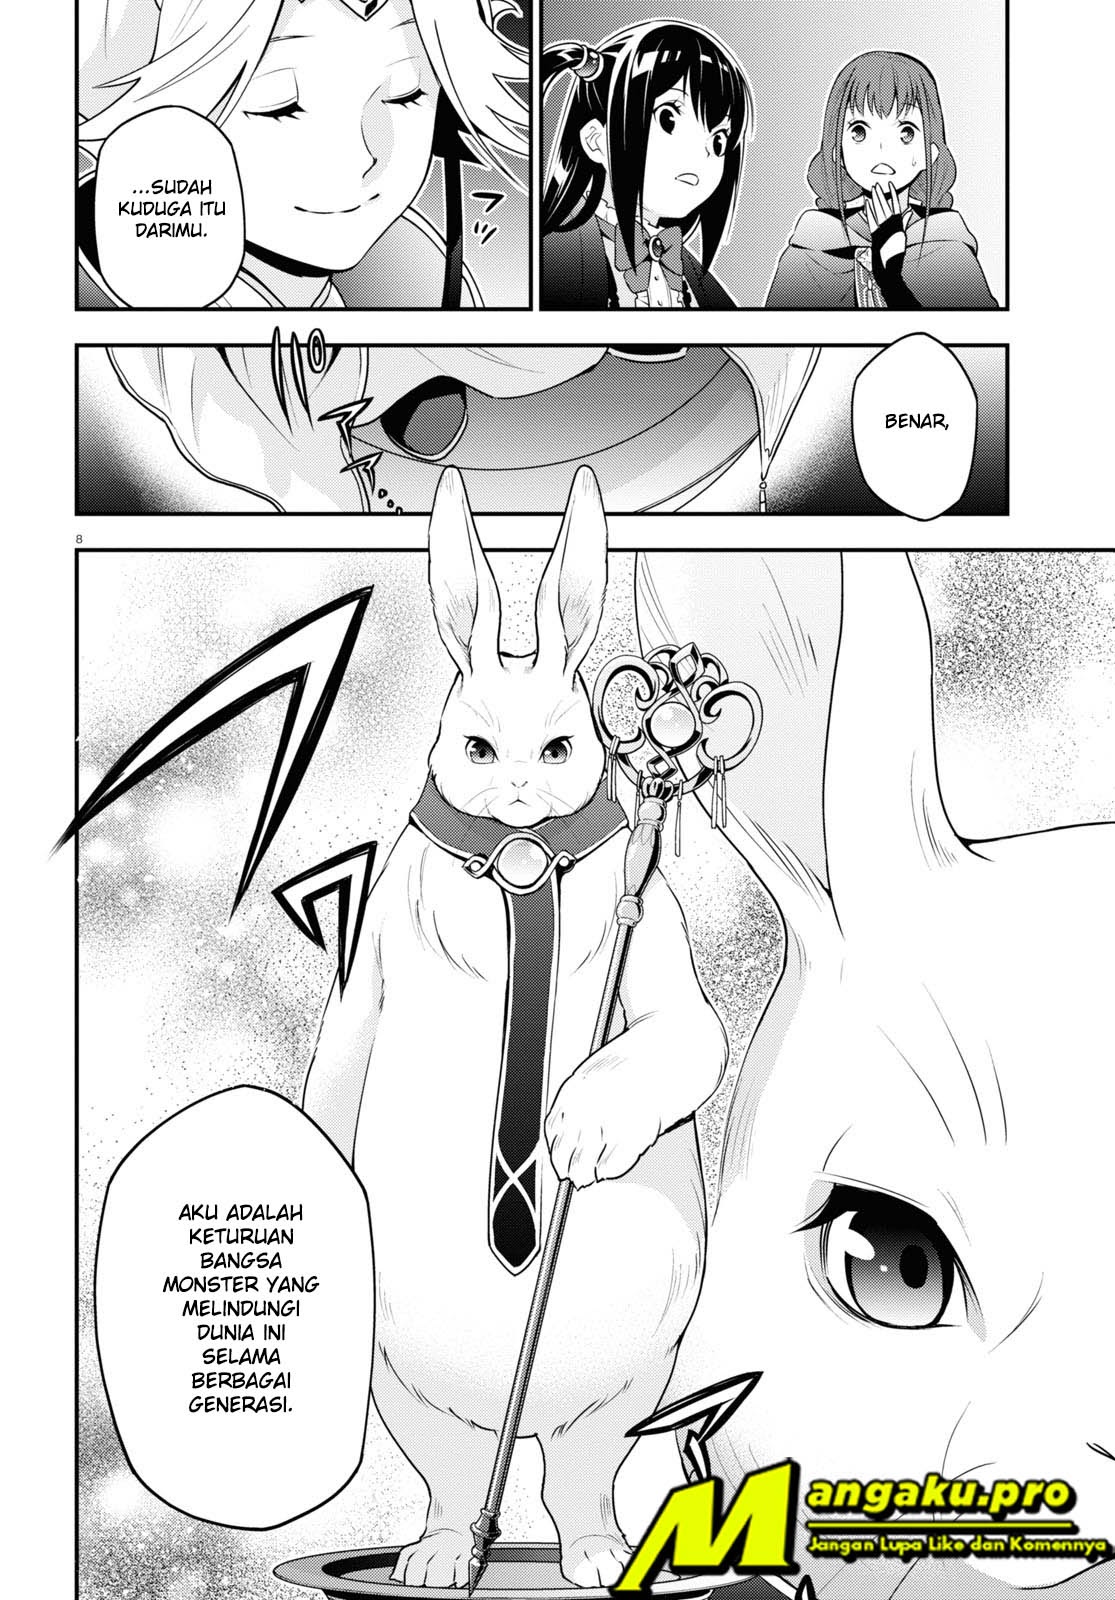 ...SUDAH
KUDUGA ITU
DARIMU.
BENAR,
8
AKU ADALAH
KETURUAN
BANGSA
MONSTER YANG
MELINDUNGI
DUNIA INI
SELAMA
BERBAGAI
GENERASI.
Mangaku.pro
Jangan Lupa Like dan Komennya